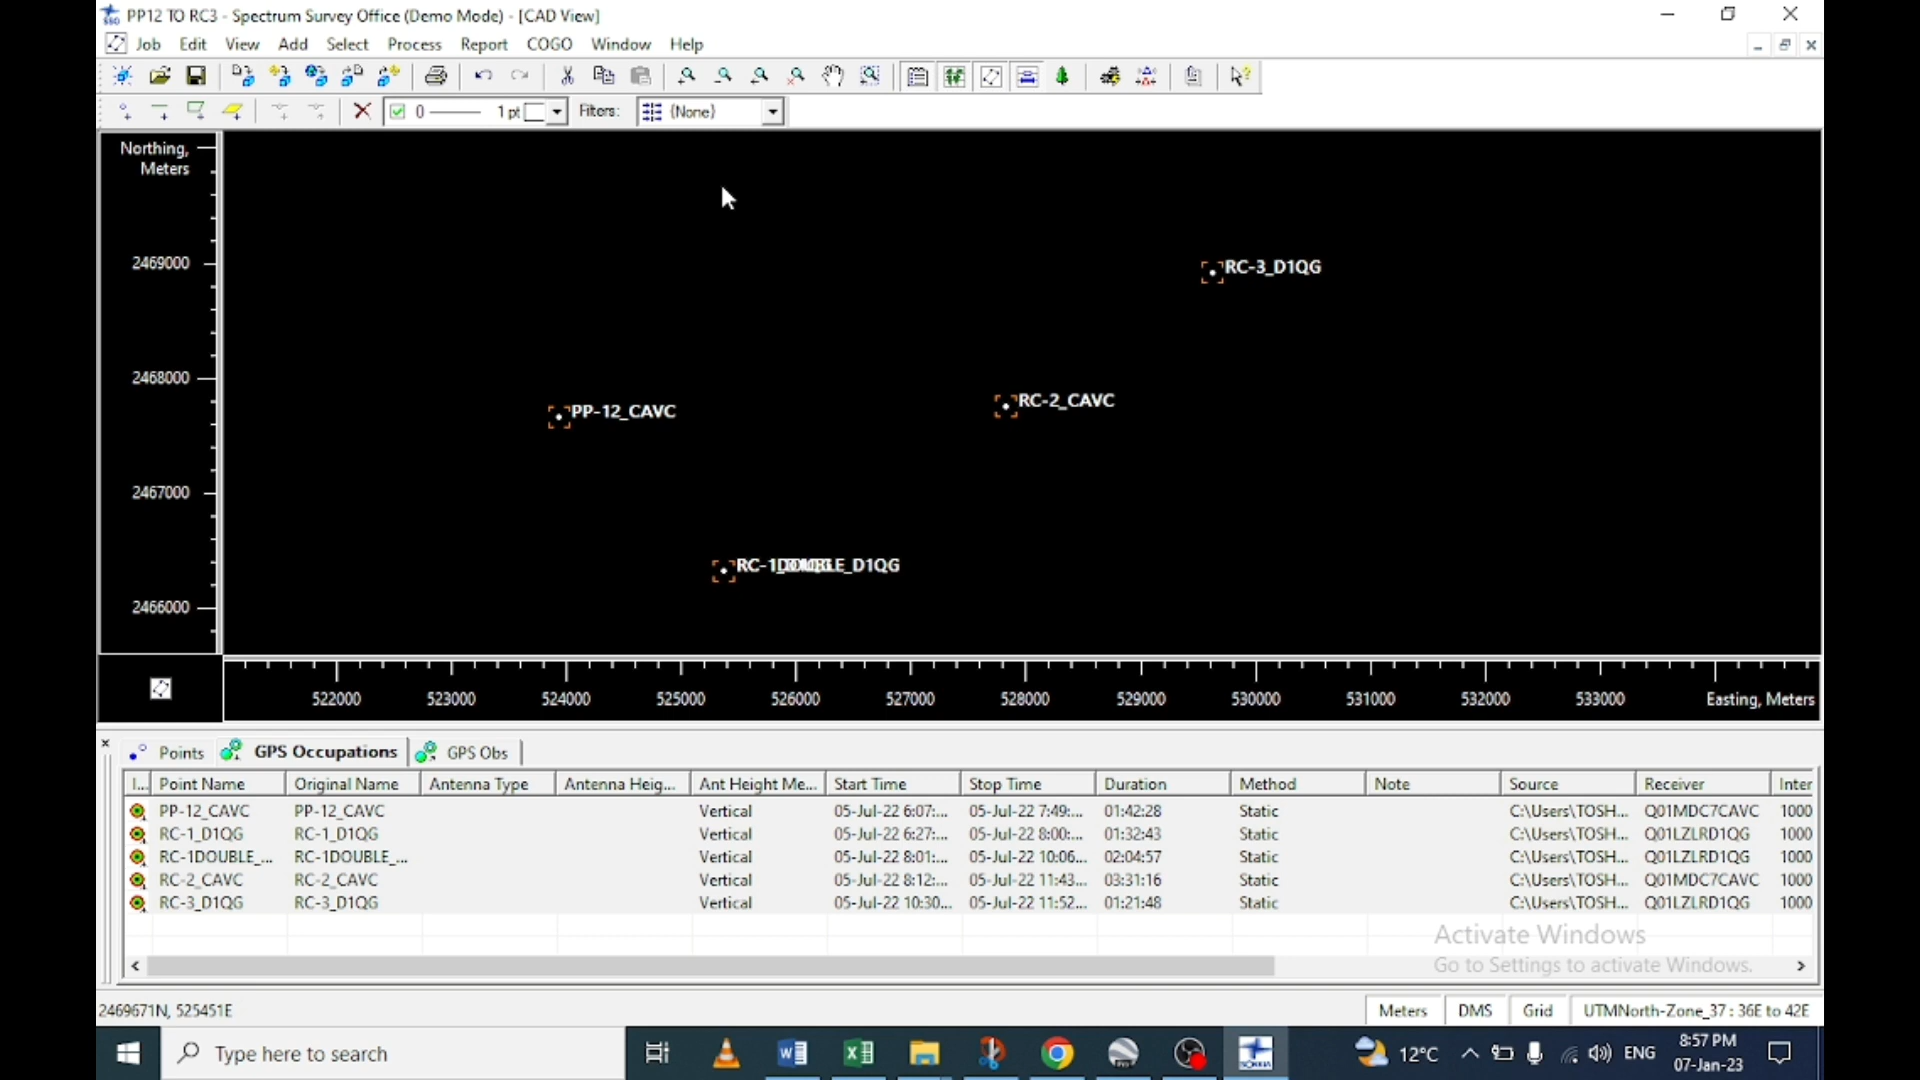 PP12 TO RC3 - Spectrum Survey Office (Demo Mode) - [CAD View]
Job Edit View Add Select Process Report COGO Window Help
0 1 pt Filters: (None)
Northing, Meters
2469000
2468000
2467000
2466000
RC-3_D1QG
RC-2_CAVC
PP-12_CAVC
522000 523000 524000 525000 526000 527000 528000 529000 530000 531000 532000 533000 Easting, Meters
Points GPS Occupations GPS Obs
I... Point Name Original Name Antenna Type Antenna Heig... Ant Height Me... Start Time Stop Time Duration Method Note Source Receiver Inter
PP-12_CAVC PP-12_CAVC Vertical 05-Jul-22 6:07:... 05-Jul-22 7:49:... 01:42:28 Static C:\Users\TOSH... Q01MDC7CAVC 1000
RC-1_D1QG RC-1_D1QG Vertical 05-Jul-22 6:27:... 05-Jul-22 8:00:... 01:32:43 Static C:\Users\TOSH... Q01LZLRD1QG 1000
RC-1DOUBLE_... RC-1DOUBLE_... Vertical 05-Jul-22 8:01:... 05-Jul-22 10:06... 02:04:57 Static C:\Users\TOSH... Q01LZLRD1QG 1000
RC-2_CAVC RC-2_CAVC Vertical 05-Jul-22 8:12:... 05-Jul-22 11:43... 03:31:16 Static C:\Users\TOSH... Q01MDC7CAVC 1000
RC-3_D1QG RC-3_D1QG Vertical 05-Jul-22 10:30... 05-Jul-22 11:52... 01:21:48 Static C:\Users\TOSH... Q01LZLRD1QG 1000
Activate Windows
Go to Settings to activate Windows.
2469671N, 525451E Meters DMS Grid UTMNorth-Zone_37 : 36E to 42E
Type here to search 12°C ENG 8:57 PM
07-Jan-23